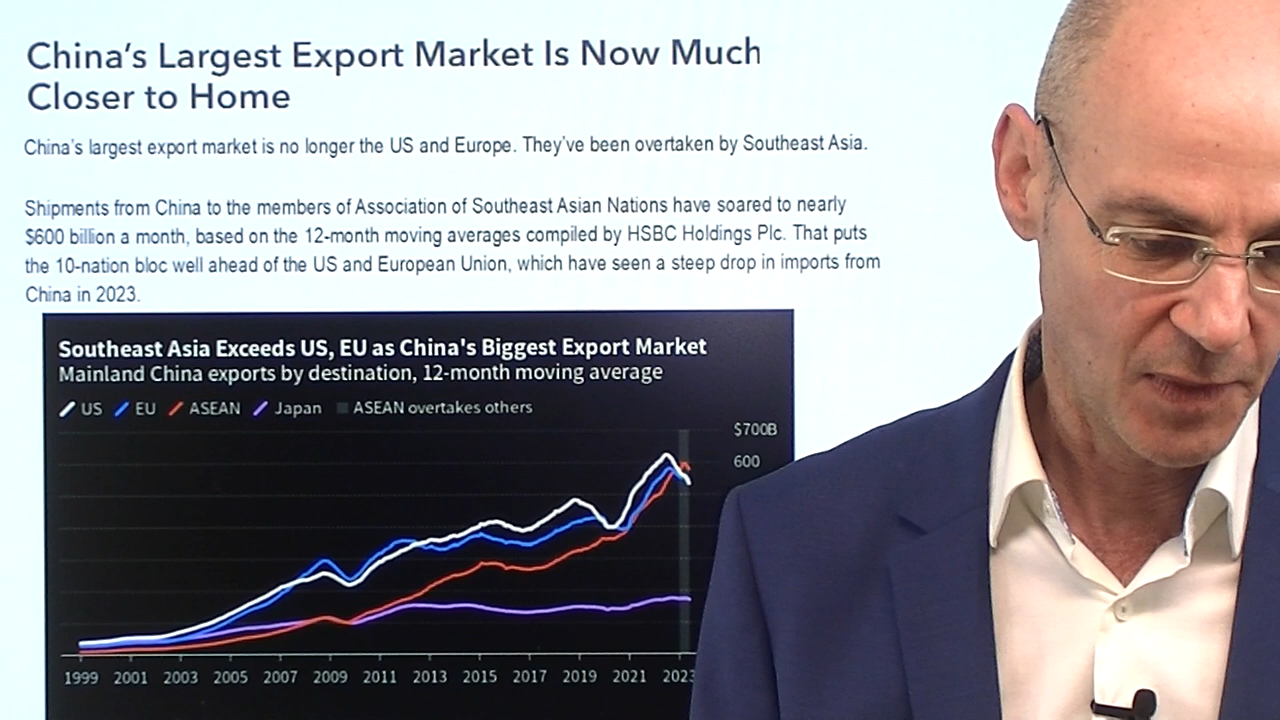 China's Largest Export Market Is Now Much
Closer to Home
China's largest export market is no longer the US and Europe. They've been overtaken by Southeast Asia.
Shipments from China to the members of Association of Southeast Asian Nations have soared to nearly
$600 billion a month, based on the 12-month moving averages compiled by HSBC Holdings Plc. That puts
the 10-nation bloc well ahead of the US and European Union, which have seen a steep drop in imports from
China in 2023.
Southeast Asia Exceeds US, EU as China's Biggest Export Market
Mainland China exports by destination, 12-month moving average
US EU ASEAN Japan ASEAN overtakes others
$700B
600
1999 2001 2003 2005 2007 2009 2011 2013 2015 2017 2019 2021 2023